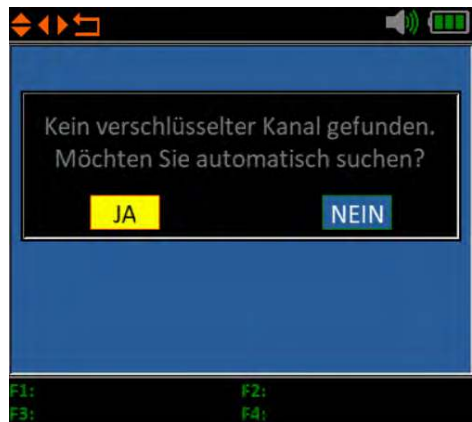 Kein verschlüsselter Kanal gefunden.
Möchten Sie automatisch suchen?
JA NEIN
F1: F2:
F3: F4: